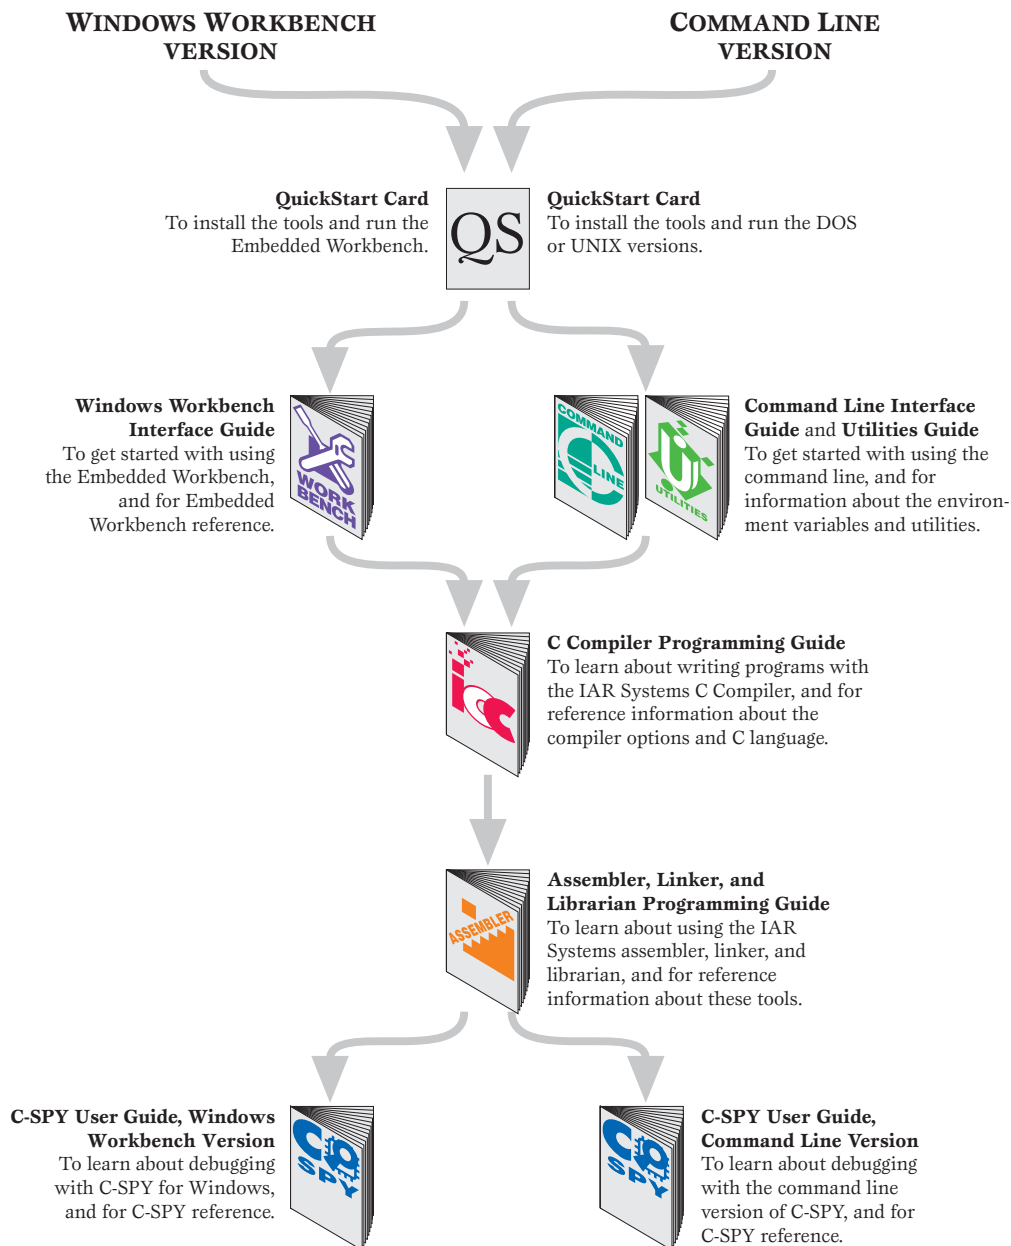 WINDOWS WORKBENCH
VERSION
COMMAND LINE
VERSION
QuickStart Card
To install the tools and run the
Embedded Workbench.
QS
QuickStart Card
To install the tools and run the DOS
or UNIX versions.
Windows Workbench
Interface Guide
To get started with using
the Embedded Workbench,
and for Embedded
Workbench reference.
WORK
BENCH
COMMAND
C
LINE
UTILITIES
Command Line Interface
Guide and Utilities Guide
To get started with using the
command line, and for
information about the environ-
ment variables and utilities.
icc
C Compiler Programming Guide
To learn about writing programs with
the IAR Systems C Compiler, and for
reference information about the
compiler options and C language.
ASSEMBLER
Assembler, Linker, and
Librarian Programming Guide
To learn about using the IAR
Systems assembler, linker, and
librarian, and for reference
information about these tools.
C-SPY User Guide, Windows
Workbench Version
To learn about debugging
with C-SPY for Windows,
and for C-SPY reference.
C
SPY
C
SPY
C-SPY User Guide,
Command Line Version
To learn about debugging
with the command line
version of C-SPY, and for
C-SPY reference.